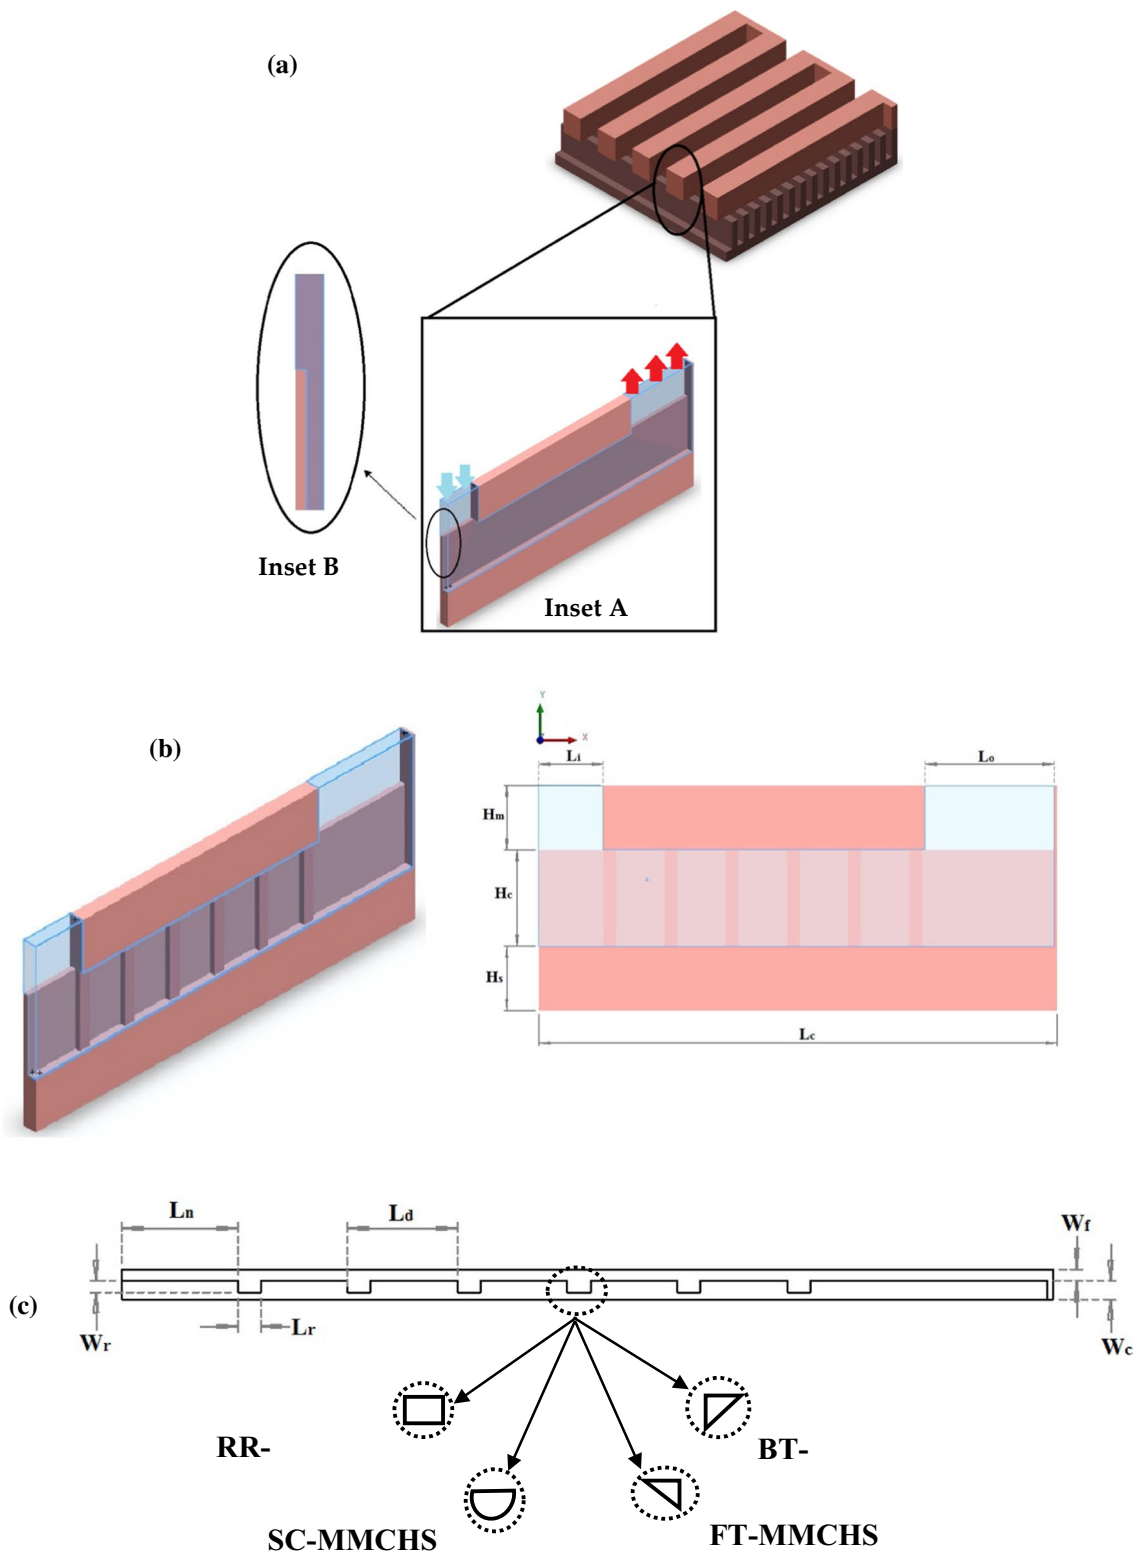 (a)
Inset B
Inset A
(b)
Y
X
Li
Lo
Hm
Hc
Hs
Lc
(c)
Ln
Ld
Wf
Wr
Lr
Wc
RR-
BT-
SC-MMCHS
FT-MMCHS